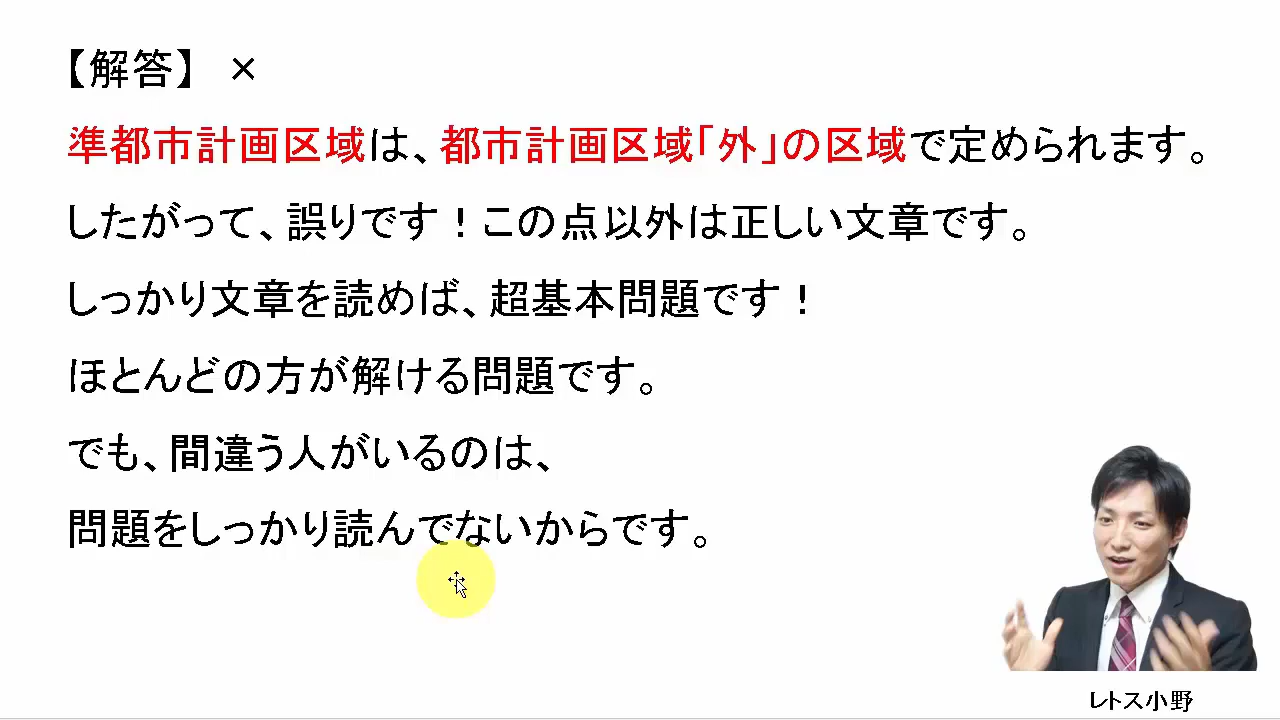 【解答】 ×
準都市計画区域は、都市計画区域「外」の区域で定められます。
したがって、誤りです！この点以外は正しい文章です。
しっかり文章を読めば、超基本問題です！
ほとんどの方が解ける問題です。
でも、間違う人がいるのは、
問題をしっかり読んでないからです。
レトス小野